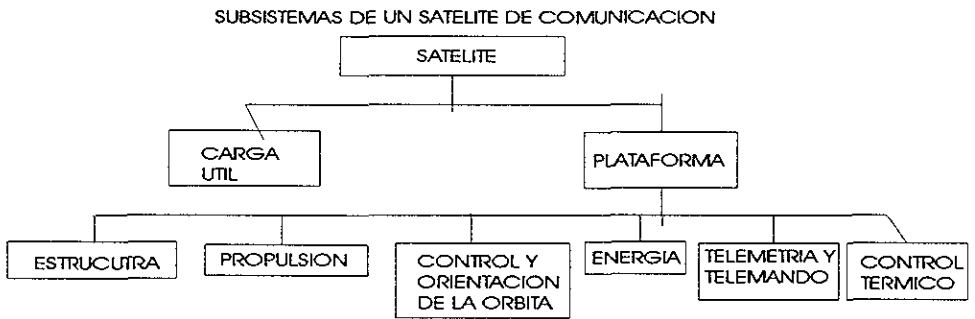 SUBSISTEMAS DE UN SATELITE DE COMUNICACION
SATELITE
CARGA
UTIL
PLATAFORMA
ESTRUCUTRA
PROPULSION
CONTROL Y
ORIENTACION
DE LA ORBITA
ENERGIA
TELEMETRIA Y
TELEMANDO
CONTROL
TERMICO